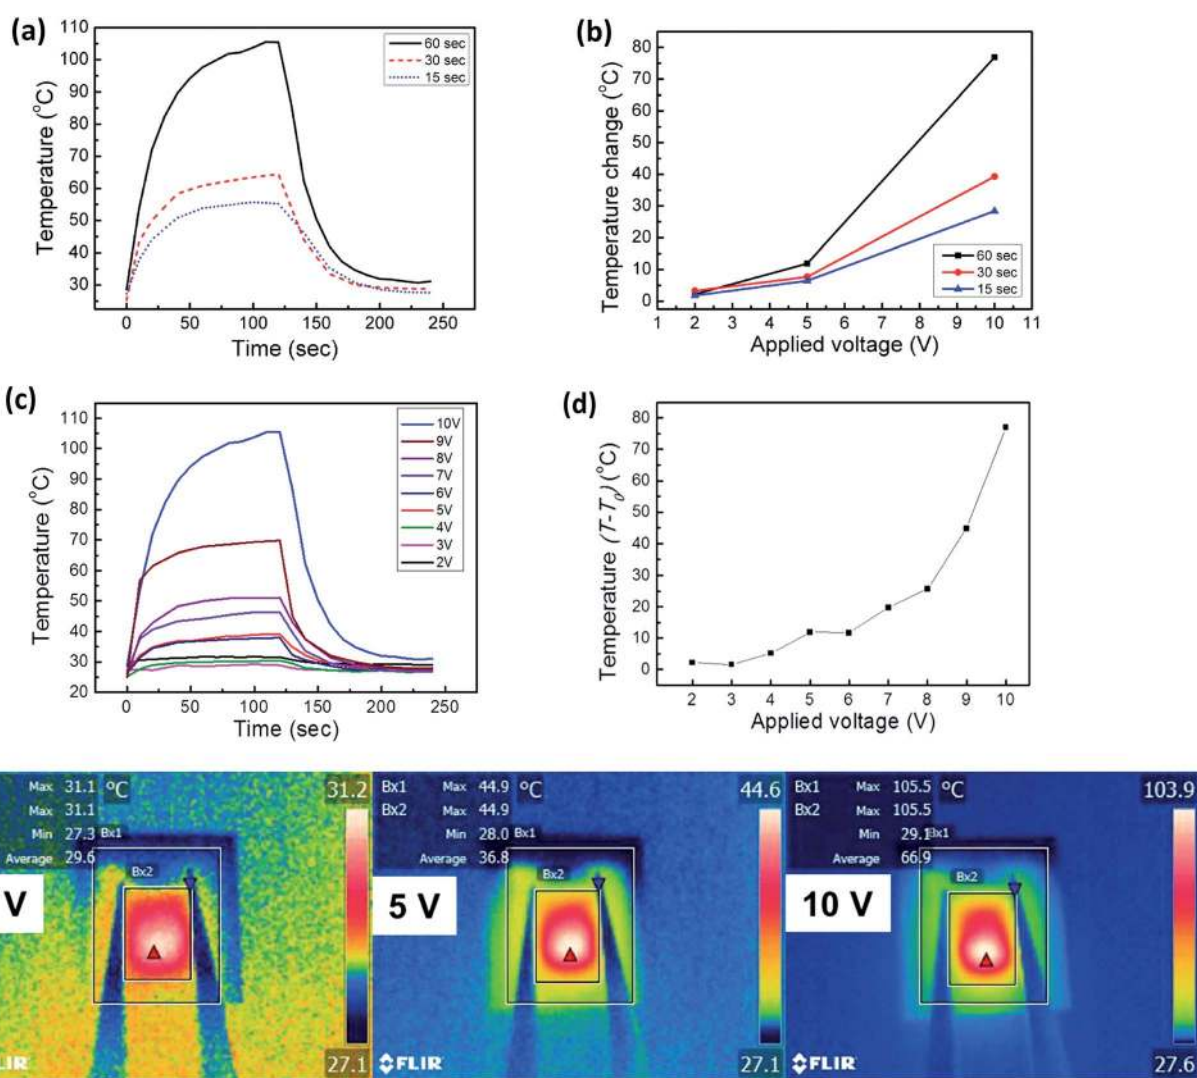 (a)
110
100
90
80
70
60
50
40
30
Temperature (°C)
60 sec
30 sec
15 sec
0 50 100 150 200 250
Time (sec)
(b)
80
70
60
50
40
30
20
10
0
Temperature change (°C)
60 sec
30 sec
15 sec
1 2 3 4 5 6 7 8 9 10 11
Applied voltage (V)
(c)
110
100
90
80
70
60
50
40
30
20
Temperature (°C)
10V
9V
8V
7V
6V
5V
4V
3V
2V
0 50 100 150 200 250
Time (sec)
(d)
80
70
60
50
40
30
20
10
0
Temperature (T-T₀) (°C)
2 3 4 5 6 7 8 9 10
Applied voltage (V)
Max 31.1 °C 31.2
Max 31.1
Min 27.3 Bx1
Average 29.6
Bx2
V
FLIR 27.1
Bx1 Max 44.9 °C 44.6
Bx2 Max 44.9
Min 28.0 Bx1
Average 36.8
Bx2
5 V
FLIR 27.1
Bx1 Max 105.5 °C 103.9
Bx2 Max 105.5
Min 29.1 Bx1
Average 66.9
Bx2
10 V
FLIR 27.6